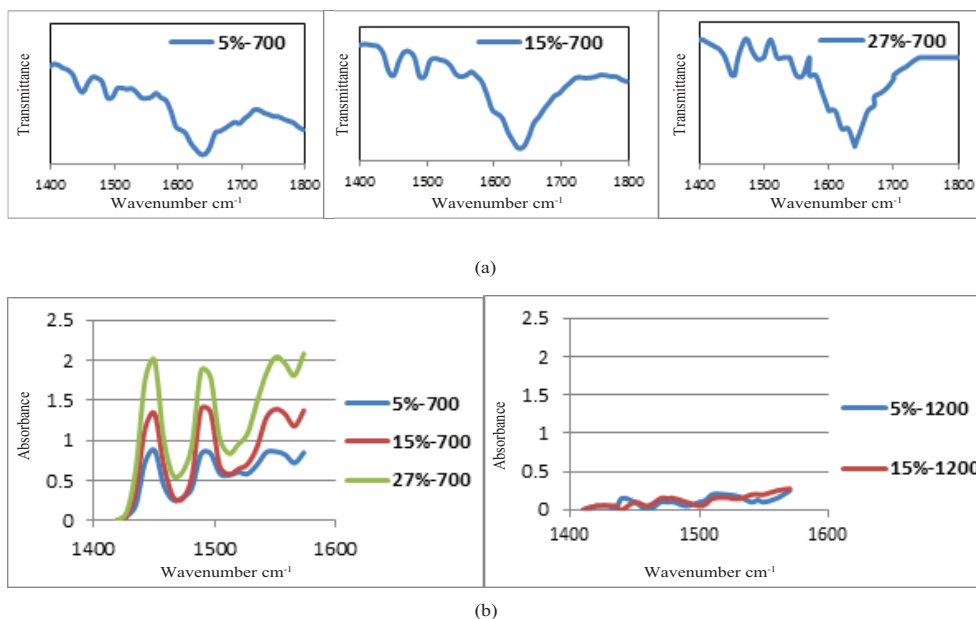 5%-700
15%-700
27%-700
Transmittance
Transmittance
Transmittance
1400 1500 1600 1700 1800
1400 1500 1600 1700 1800
1400 1500 1600 1700 1800
Wavenumber cm⁻¹
Wavenumber cm⁻¹
Wavenumber cm⁻¹
(a)
2.5
2
1.5
1
0.5
0
Absorbance
5%-700
15%-700
27%-700
1400 1500 1600
Wavenumber cm⁻¹
2.5
2
1.5
1
0.5
0
Absorbance
5%-1200
15%-1200
1400 1500 1600
Wavenumber cm⁻¹
(b)